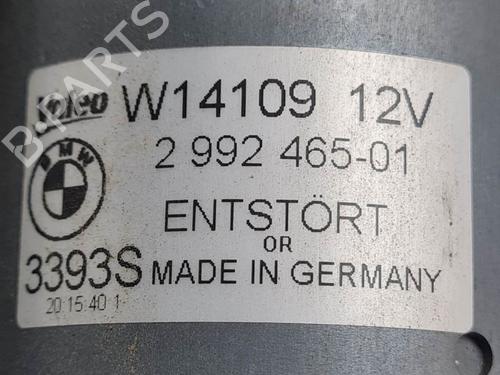 B PARTS
Valeo W14109 12V
BMW
2 992 465-01
ENTSTÖRT
OR
3393S MADE IN GERMANY
20 15 40 1